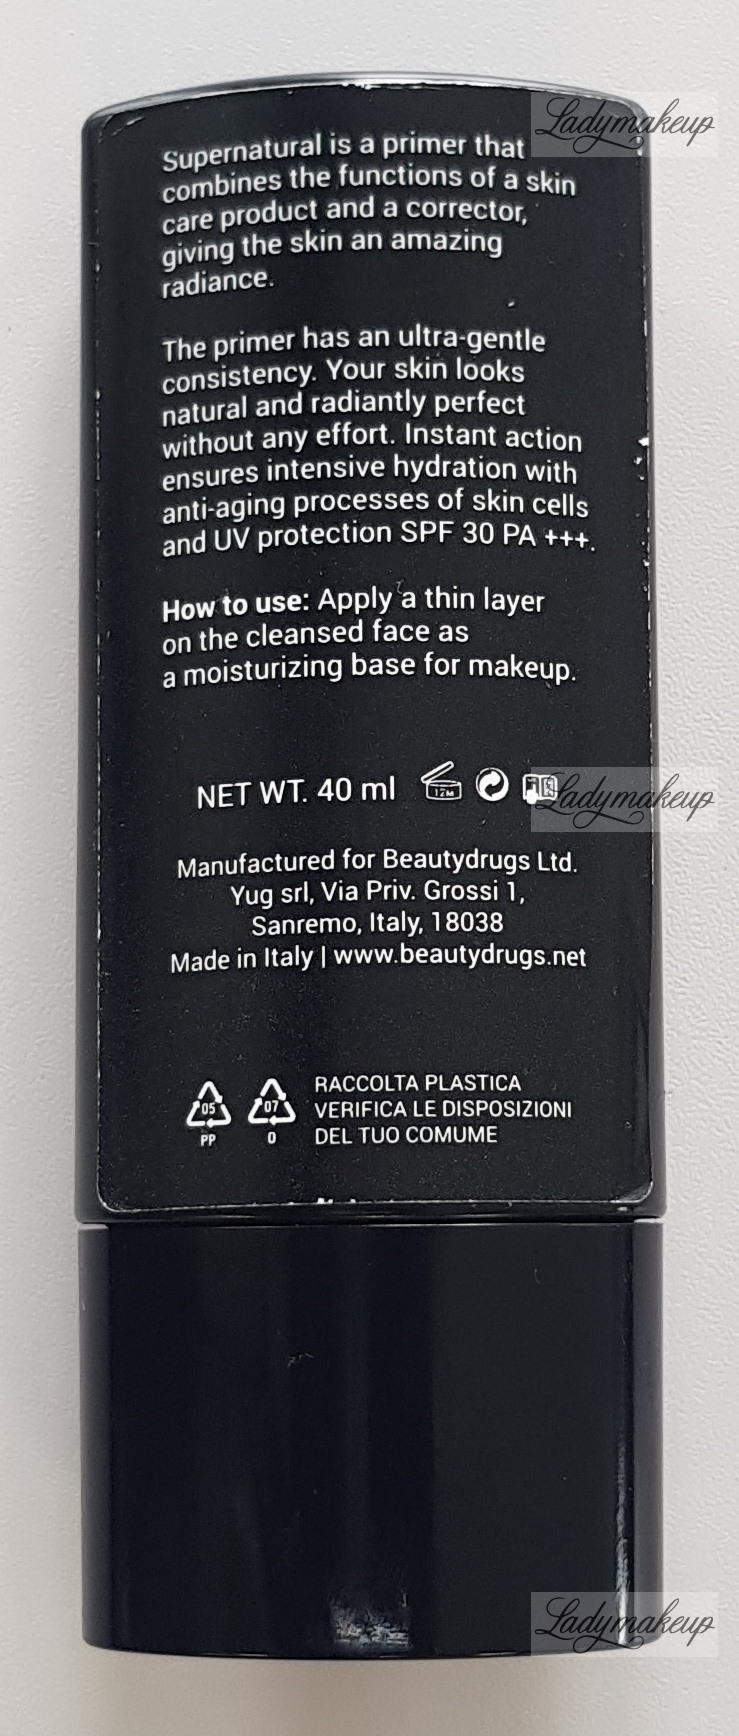 Ladymakeup
Supernatural is a primer that
combines the functions of a skin
care product and a corrector,
giving the skin an amazing
radiance.
The primer has an ultra-gentle
consistency. Your skin looks
natural and radiantly perfect
without any effort. Instant action
ensures intensive hydration with
anti-aging processes of skin cells
and UV protection SPF 30 PA +++.
How to use: Apply a thin layer
on the cleansed face as
a moisturizing base for makeup.
NET WT. 40 ml 12M
Ladymakeup
Manufactured for Beautydrugs Ltd.
Yug srl, Via Priv. Grossi 1,
Sanremo, Italy, 18038
Made in Italy | www.beautydrugs.net
05 PP
07 O
RACCOLTA PLASTICA
VERIFICA LE DISPOSIZIONI
DEL TUO COMUME
Ladymakeup